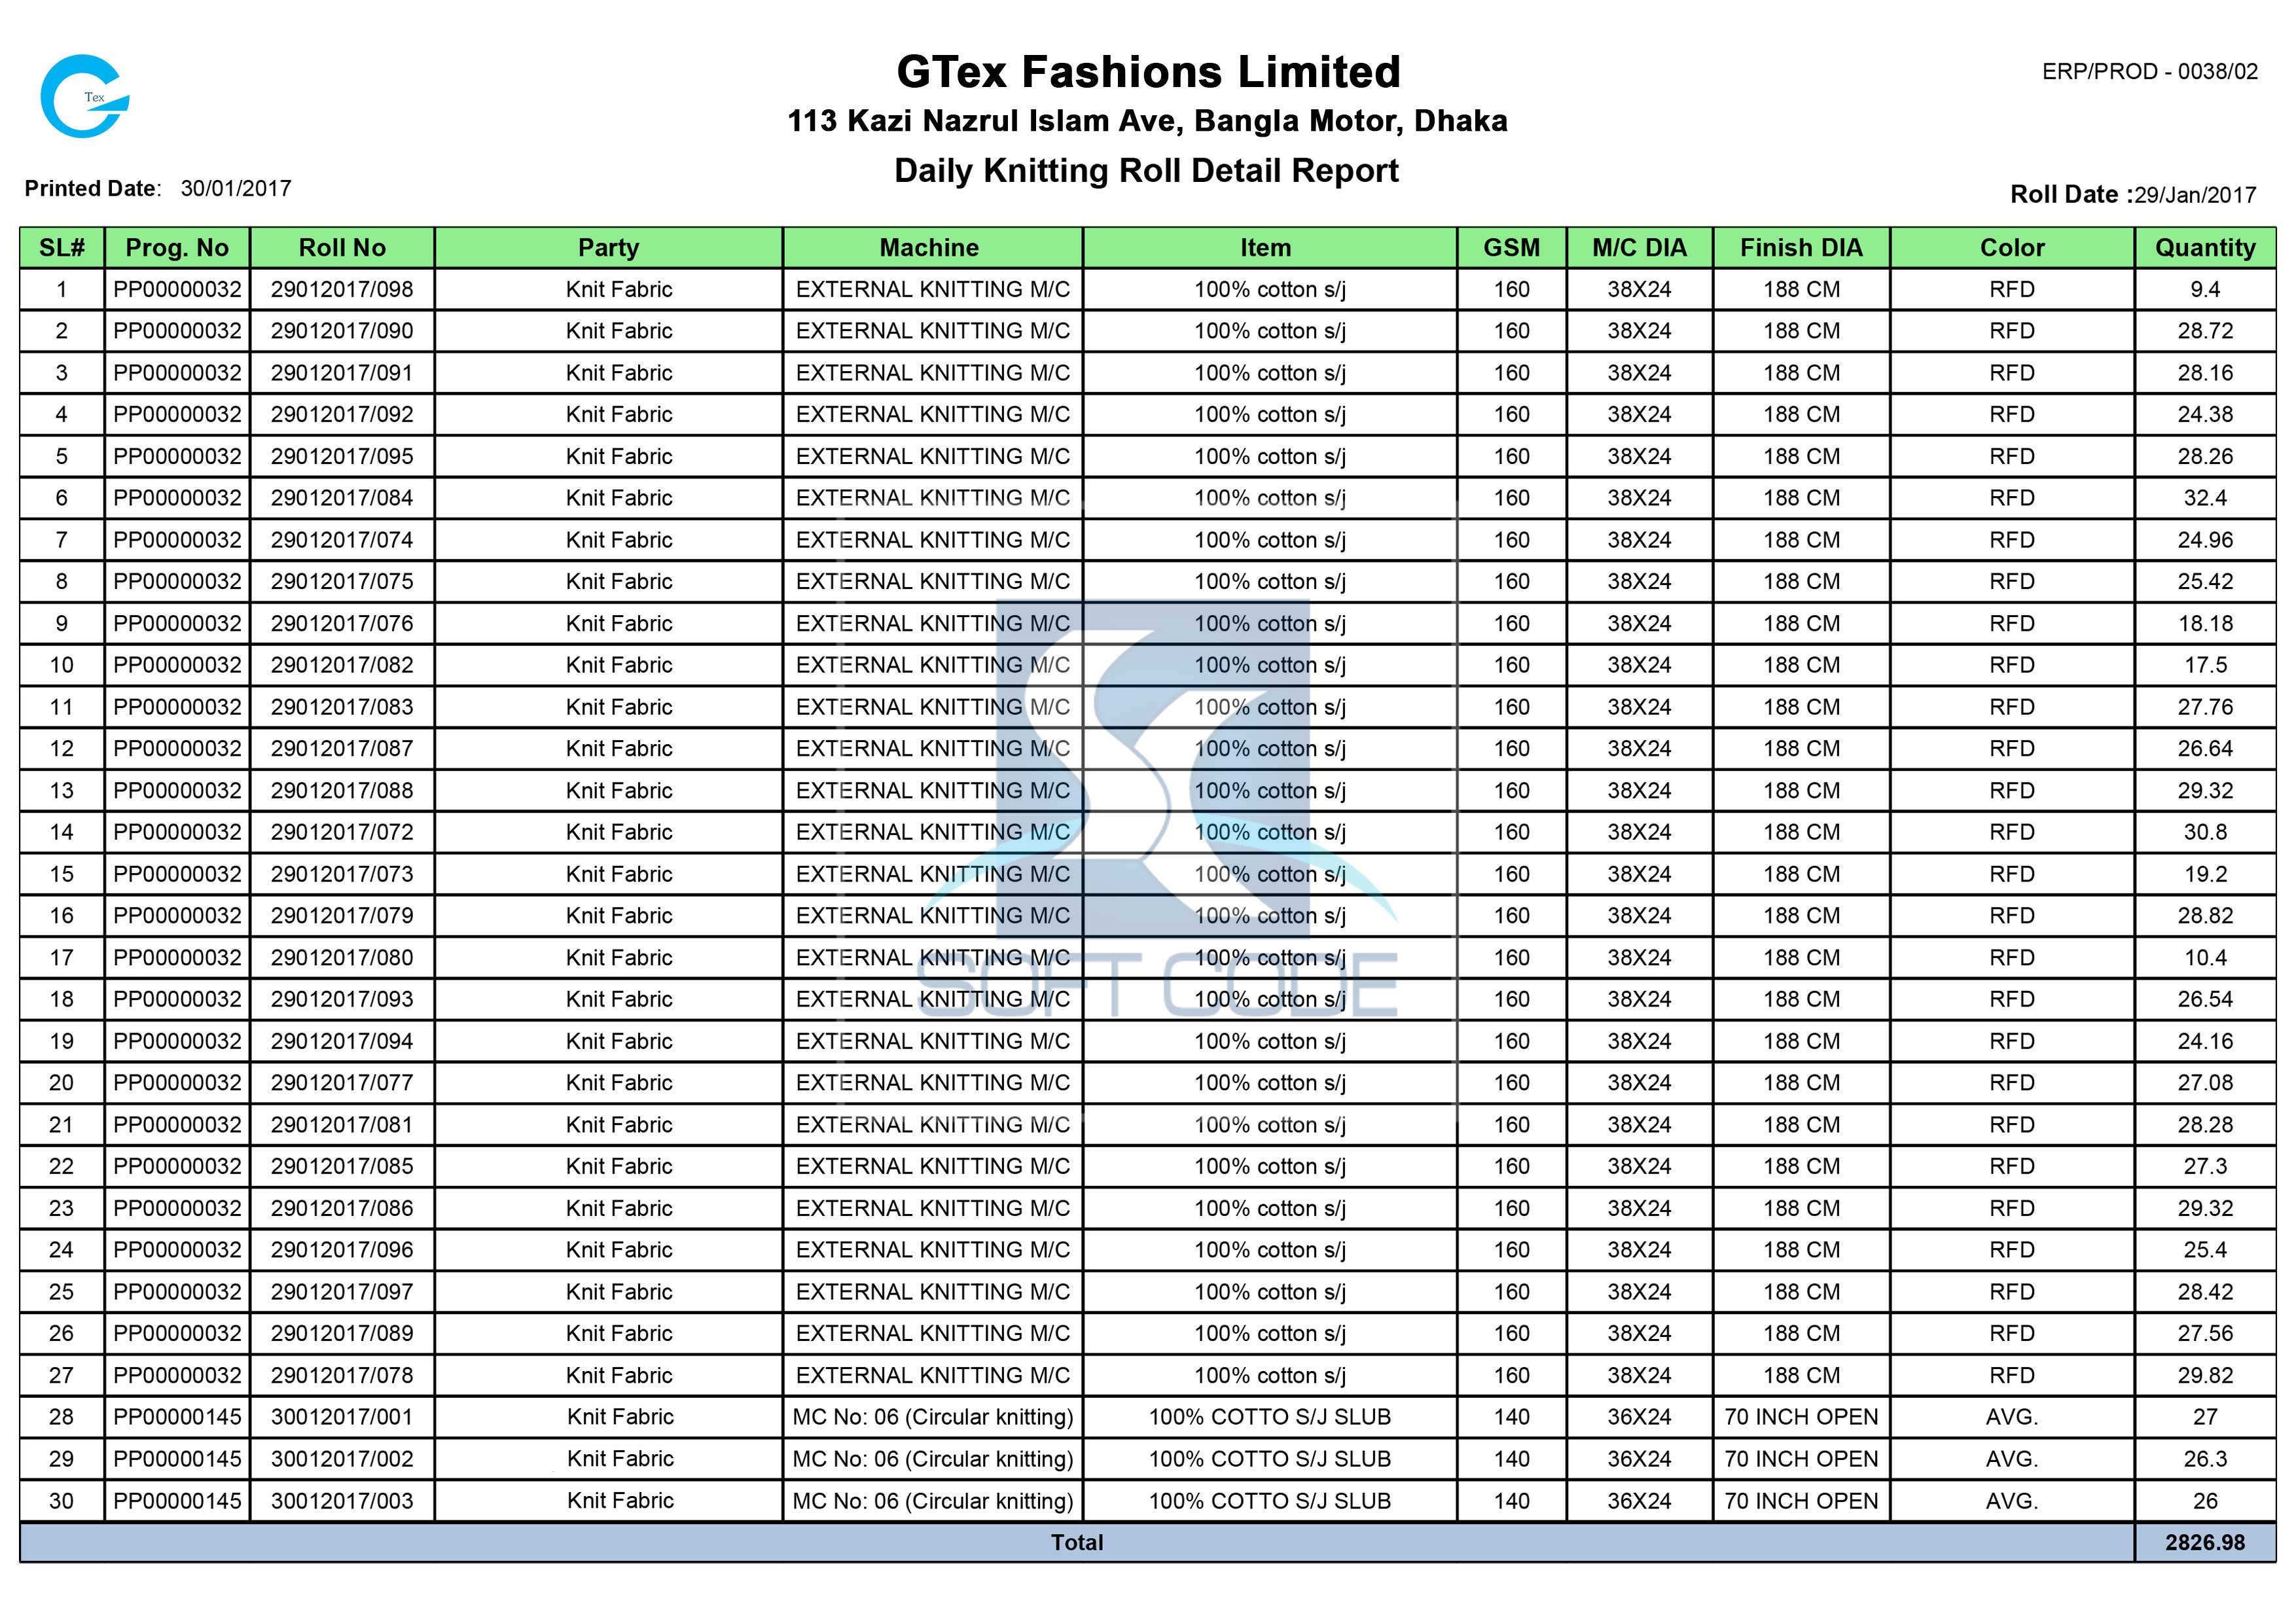 GTex Fashions Limited
ERP/PROD - 0038/02
Tex
113 Kazi Nazrul Islam Ave, Bangla Motor, Dhaka
Daily Knitting Roll Detail Report
Printed Date: 30/01/2017
Roll Date :29/Jan/2017
SL# Prog. No Roll No Party Machine Item GSM M/C DIA Finish DIA Color Quantity
1 PP00000032 29012017/098 Knit Fabric EXTERNAL KNITTING M/C 100% cotton s/j 160 38X24 188 CM RFD 9.4
2 PP00000032 29012017/090 Knit Fabric EXTERNAL KNITTING M/C 100% cotton s/j 160 38X24 188 CM RFD 28.72
3 PP00000032 29012017/091 Knit Fabric EXTERNAL KNITTING M/C 100% cotton s/j 160 38X24 188 CM RFD 28.16
4 PP00000032 29012017/092 Knit Fabric EXTERNAL KNITTING M/C 100% cotton s/j 160 38X24 188 CM RFD 24.38
5 PP00000032 29012017/095 Knit Fabric EXTERNAL KNITTING M/C 100% cotton s/j 160 38X24 188 CM RFD 28.26
6 PP00000032 29012017/084 Knit Fabric EXTERNAL KNITTING M/C 100% cotton s/j 160 38X24 188 CM RFD 32.4
7 PP00000032 29012017/074 Knit Fabric EXTERNAL KNITTING M/C 100% cotton s/j 160 38X24 188 CM RFD 24.96
8 PP00000032 29012017/075 Knit Fabric EXTERNAL KNITTING M/C 100% cotton s/j 160 38X24 188 CM RFD 25.42
9 PP00000032 29012017/076 Knit Fabric EXTERNAL KNITTING M/C 100% cotton s/j 160 38X24 188 CM RFD 18.18
10 PP00000032 29012017/082 Knit Fabric EXTERNAL KNITTING M/C 100% cotton s/j 160 38X24 188 CM RFD 17.5
11 PP00000032 29012017/083 Knit Fabric EXTERNAL KNITTING M/C 100% cotton s/j 160 38X24 188 CM RFD 27.76
12 PP00000032 29012017/087 Knit Fabric EXTERNAL KNITTING M/C 100% cotton s/j 160 38X24 188 CM RFD 26.64
13 PP00000032 29012017/088 Knit Fabric EXTERNAL KNITTING M/C 100% cotton s/j 160 38X24 188 CM RFD 29.32
14 PP00000032 29012017/072 Knit Fabric EXTERNAL KNITTING M/C 100% cotton s/j 160 38X24 188 CM RFD 30.8
15 PP00000032 29012017/073 Knit Fabric EXTERNAL KNITTING M/C 100% cotton s/j 160 38X24 188 CM RFD 19.2
16 PP00000032 29012017/079 Knit Fabric EXTERNAL KNITTING M/C 100% cotton s/j 160 38X24 188 CM RFD 28.82
17 PP00000032 29012017/080 Knit Fabric EXTERNAL KNITTING M/C 100% cotton s/j 160 38X24 188 CM RFD 10.4
SOFT CODE
18 PP00000032 29012017/093 Knit Fabric EXTERNAL KNITTING M/C 100% cotton s/j 160 38X24 188 CM RFD 26.54
19 PP00000032 29012017/094 Knit Fabric EXTERNAL KNITTING M/C 100% cotton s/j 160 38X24 188 CM RFD 24.16
20 PP00000032 29012017/077 Knit Fabric EXTERNAL KNITTING M/C 100% cotton s/j 160 38X24 188 CM RFD 27.08
21 PP00000032 29012017/081 Knit Fabric EXTERNAL KNITTING M/C 100% cotton s/j 160 38X24 188 CM RFD 28.28
22 PP00000032 29012017/085 Knit Fabric EXTERNAL KNITTING M/C 100% cotton s/j 160 38X24 188 CM RFD 27.3
23 PP00000032 29012017/086 Knit Fabric EXTERNAL KNITTING M/C 100% cotton s/j 160 38X24 188 CM RFD 29.32
24 PP00000032 29012017/096 Knit Fabric EXTERNAL KNITTING M/C 100% cotton s/j 160 38X24 188 CM RFD 25.4
25 PP00000032 29012017/097 Knit Fabric EXTERNAL KNITTING M/C 100% cotton s/j 160 38X24 188 CM RFD 28.42
26 PP00000032 29012017/089 Knit Fabric EXTERNAL KNITTING M/C 100% cotton s/j 160 38X24 188 CM RFD 27.56
27 PP00000032 29012017/078 Knit Fabric EXTERNAL KNITTING M/C 100% cotton s/j 160 38X24 188 CM RFD 29.82
28 PP00000145 30012017/001 Knit Fabric MC No: 06 (Circular knitting) 100% COTTO S/J SLUB 140 36X24 70 INCH OPEN AVG. 27
29 PP00000145 30012017/002 Knit Fabric MC No: 06 (Circular knitting) 100% COTTO S/J SLUB 140 36X24 70 INCH OPEN AVG. 26.3
30 PP00000145 30012017/003 Knit Fabric MC No: 06 (Circular knitting) 100% COTTO S/J SLUB 140 36X24 70 INCH OPEN AVG. 26
Total 2826.98